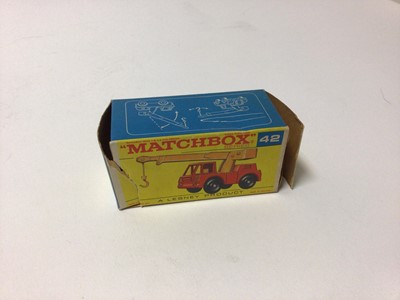 "MATCHBOX" 42
A LESNEY PRODUCT